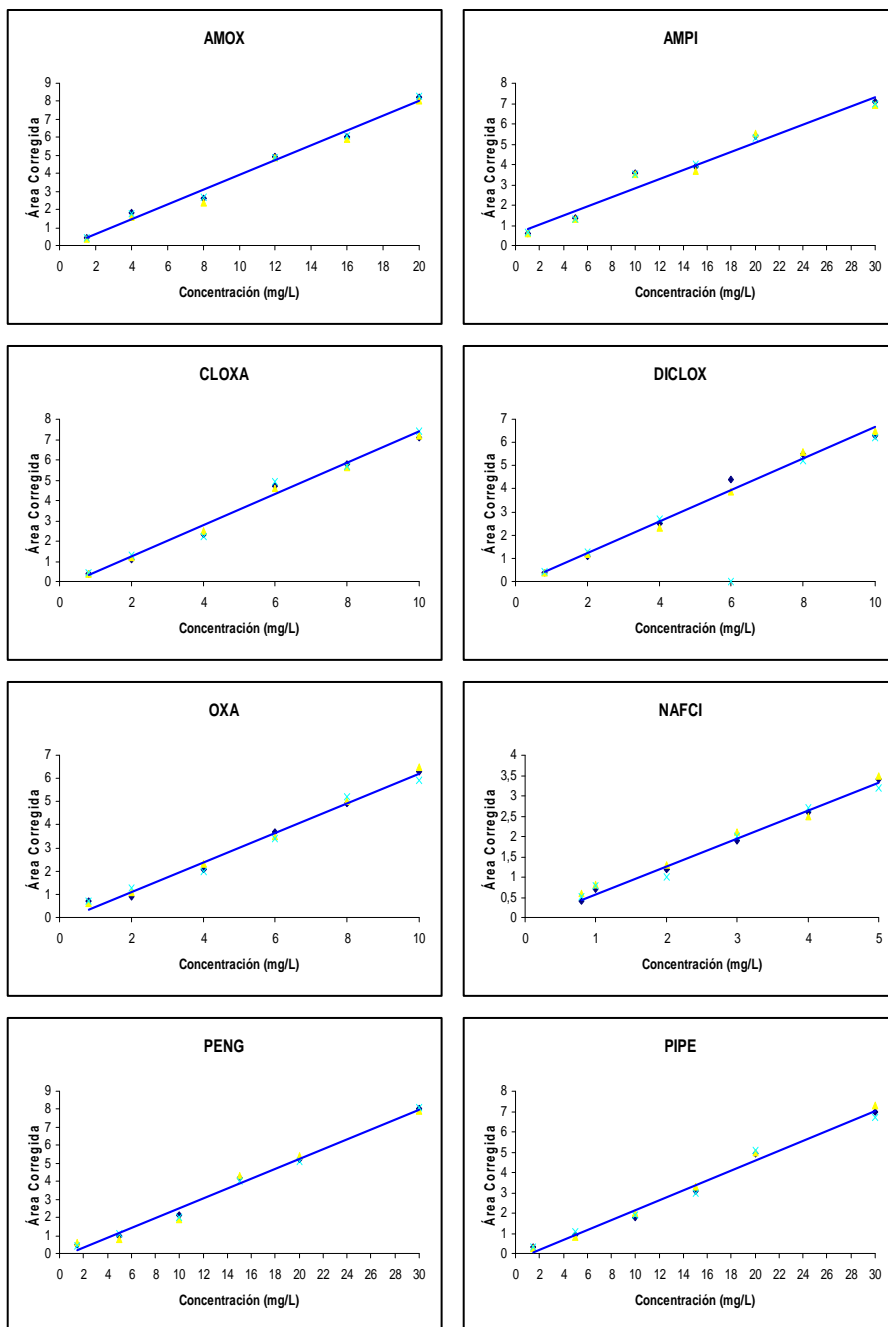 AMOX
Área Corregida
9
8
7
6
5
4
3
2
1
0
0 2 4 6 8 10 12 14 16 18 20
Concentración (mg/L)
AMPI
Área Corregida
8
7
6
5
4
3
2
1
0
0 2 4 6 8 10 12 14 16 18 20 22 24 26 28 30
Concentración (mg/L)
CLOXA
Área Corregida
8
7
6
5
4
3
2
1
0
0 2 4 6 8 10
Concentración (mg/L)
DICLOX
Área Corregida
7
6
5
4
3
2
1
0
0 2 4 6 8 10
Concentración (mg/L)
OXA
Área Corregida
7
6
5
4
3
2
1
0
0 2 4 6 8 10
Concentración (mg/L)
NAFCI
Área Corregida
4
3,5
3
2,5
2
1,5
1
0,5
0
0 1 2 3 4 5
Concentración (mg/L)
PENG
Área Corregida
9
8
7
6
5
4
3
2
1
0
0 2 4 6 8 10 12 14 16 18 20 22 24 26 28 30
Concentración (mg/L)
PIPE
Área Corregida
8
7
6
5
4
3
2
1
0
0 2 4 6 8 10 12 14 16 18 20 22 24 26 28 30
Concentración (mg/L)